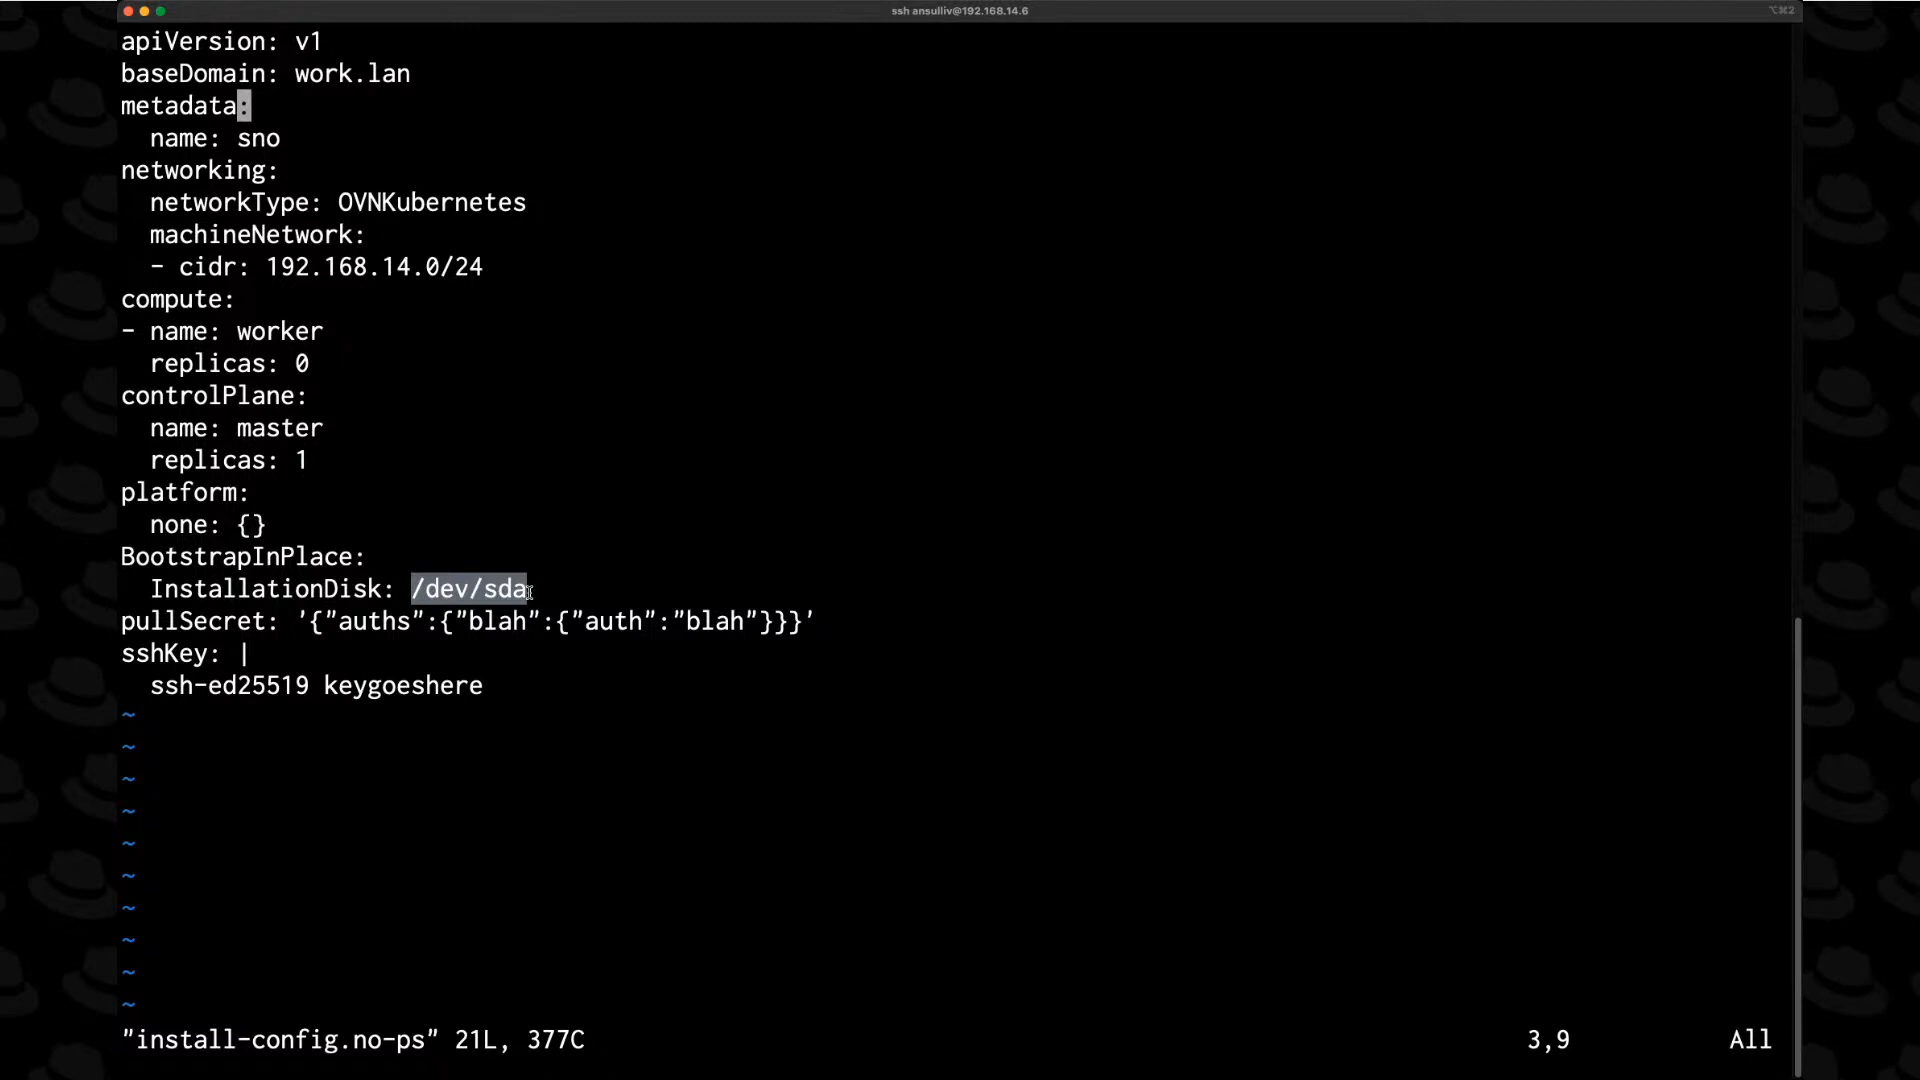 ssh ansulliv@192.168.14.6
⌥⌘2
apiVersion: v1
baseDomain: work.lan
metadata:
  name: sno
networking:
  networkType: OVNKubernetes
  machineNetwork:
  - cidr: 192.168.14.0/24
compute:
- name: worker
  replicas: 0
controlPlane:
  name: master
  replicas: 1
platform:
  none: {}
BootstrapInPlace:
  InstallationDisk: /dev/sda
pullSecret: '{"auths":{"blah":{"auth":"blah"}}}'
sshKey: |
  ssh-ed25519 keygoeshere
~
~
~
~
~
~
~
~
~
~
"install-config.no-ps" 21L, 377C 3,9 All